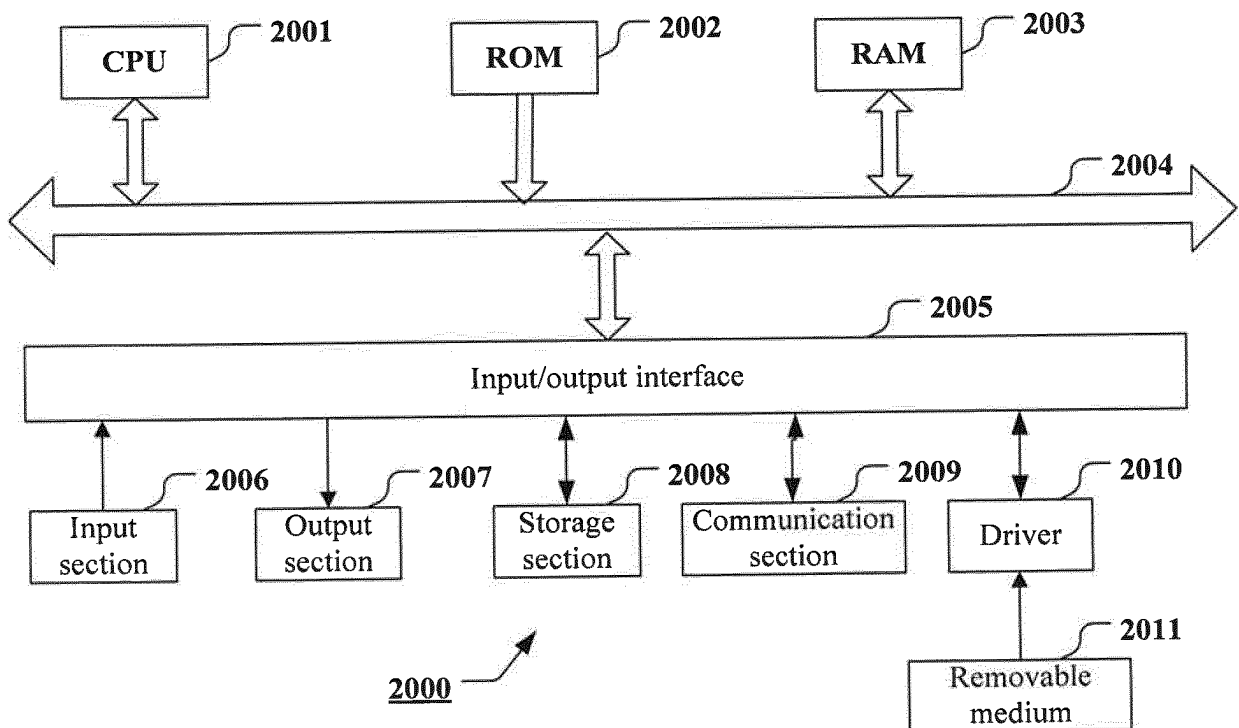 CPU
2001
ROM
2002
RAM
2003
2004
2005
Input/output interface
2006
2007
2008
2009
2010
Input
section
Output
section
Storage
section
Communication
section
Driver
2011
Removable
medium
2000